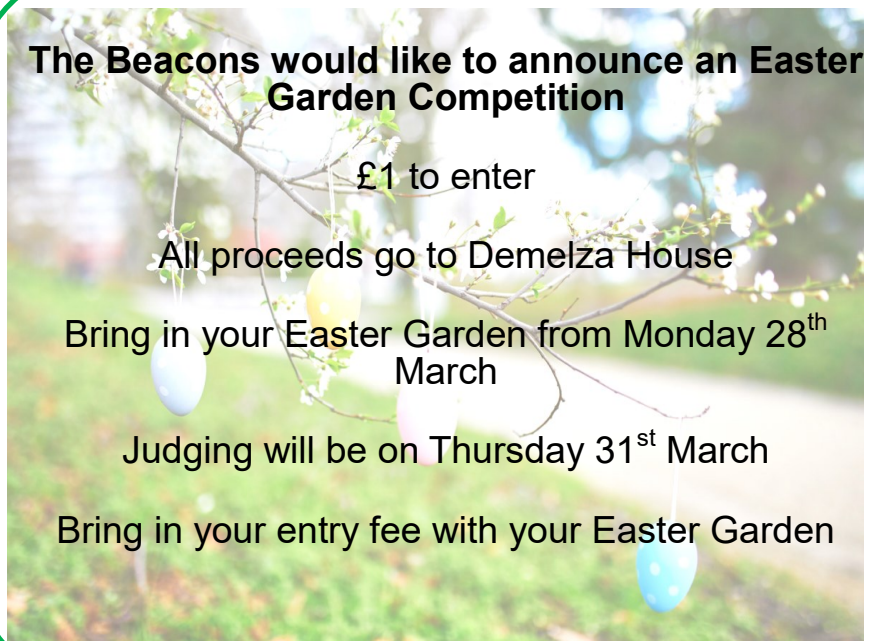 The Beacons would like to announce an Easter
Garden Competition
£1 to enter
All proceeds go to Demelza House
Bring in your Easter Garden from Monday 28th
March
Judging will be on Thursday 31st March
Bring in your entry fee with your Easter Garden